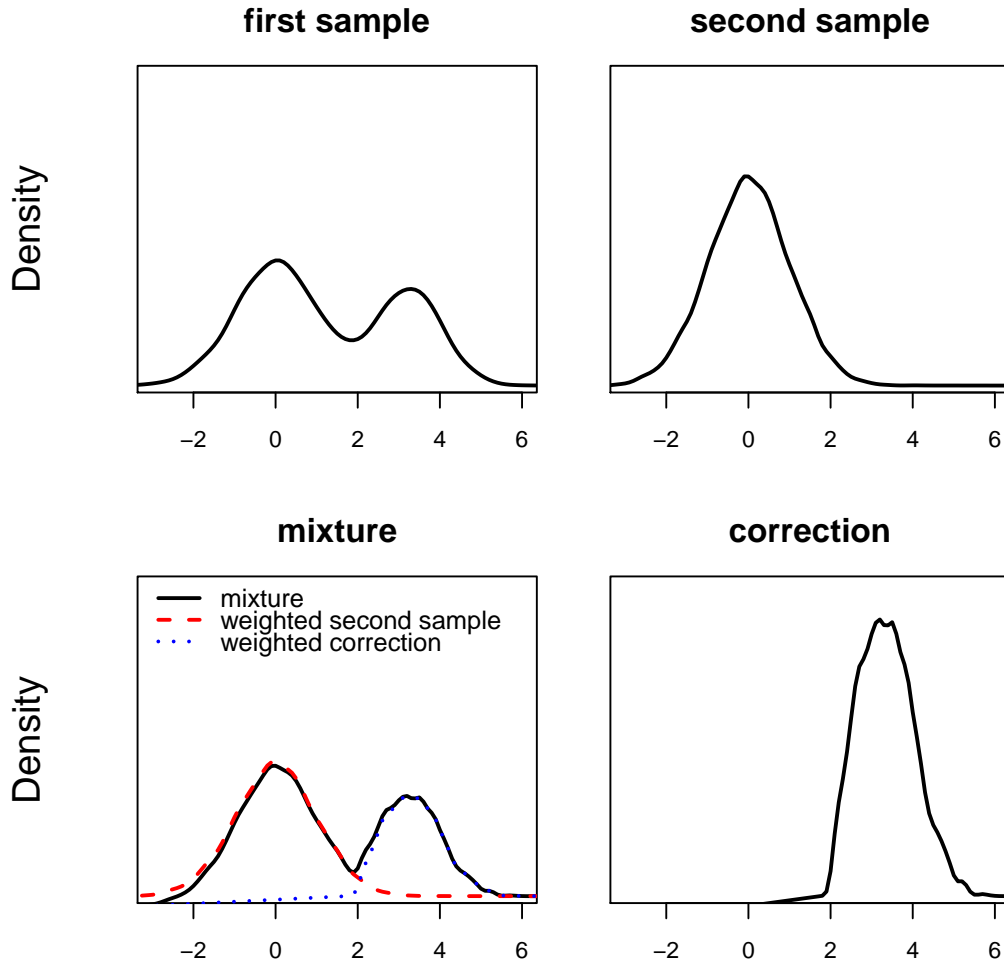 first sample
second sample
Density
−2 0 2 4 6
−2 0 2 4 6
mixture
correction
Density
mixture
weighted second sample
weighted correction
−2 0 2 4 6
−2 0 2 4 6